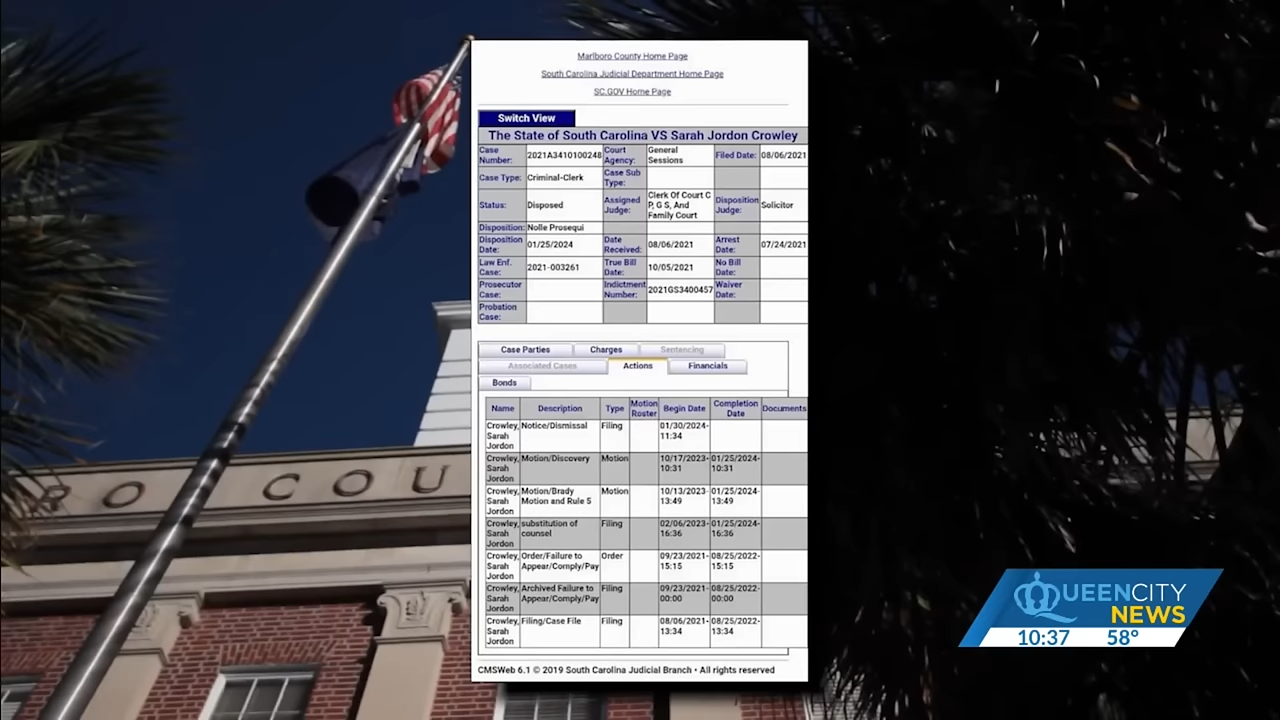 Marlboro County Home Page
South Carolina Judicial Department Home Page
SC.GOV Home Page
Switch View
The State of South Carolina VS Sarah Jordon Crowley
Case Number: 2021A3410100248 Court Agency: General Sessions Filed Date: 08/06/2021
Case Type: Criminal-Clerk Case Sub Type:
Status: Disposed Assigned Judge: Clerk Of Court C P, G S, And Family Court Disposition Judge: Solicitor
Disposition: Nolle Prosequi
Disposition Date: 01/25/2024 Date Received: 08/06/2021 Arrest Date: 07/24/2021
Law Enf. Case: 2021-003261 True Bill Date: 10/05/2021 No Bill Date:
Prosecutor Case: Indictment Number: 2021GS3400457 Waiver Date:
Probation Case:
Case Parties Charges Sentencing
Associated Cases Actions Financials
Bonds
Name Description Type Motion Roster Begin Date Completion Date Documents
Crowley, Sarah Jordon Notice/Dismissal Filing 01/30/2024-11:34
Crowley, Sarah Jordon Motion/Discovery Motion 10/17/2023-10:31 01/25/2024-10:31
Crowley, Sarah Jordon Motion/Brady Motion and Rule 5 Motion 10/13/2023-13:49 01/25/2024-13:49
Crowley, Sarah Jordon substitution of counsel Filing 02/06/2023-16:36 01/25/2024-16:36
Crowley, Sarah Jordon Order/Failure to Appear/Comply/Pay Order 09/23/2021-15:15 08/25/2022-15:15
Crowley, Sarah Jordon Archived Failure to Appear/Comply/Pay Filing 09/23/2021-00:00 08/25/2022-00:00
Crowley, Sarah Jordon Filing/Case File Filing 08/06/2021-13:34 08/25/2022-13:34
CMSWeb 6.1 © 2019 South Carolina Judicial Branch • All rights reserved
RO COU
QUEEN CITY
NEWS
10:37 58°